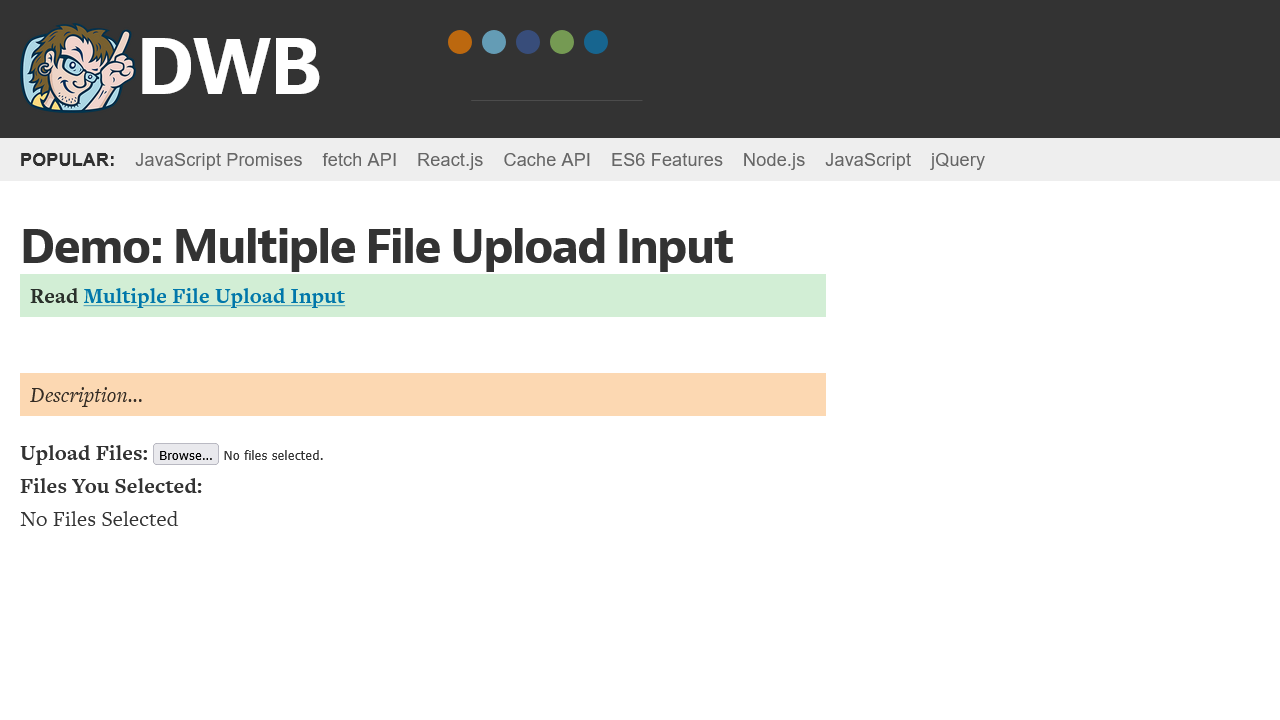 DWB
POPULAR: JavaScript Promises fetch API React.js Cache API ES6 Features Node.js JavaScript jQuery
Demo: Multiple File Upload Input
Read Multiple File Upload Input
Description...
Upload Files: Browse... No files selected.
Files You Selected:
No Files Selected